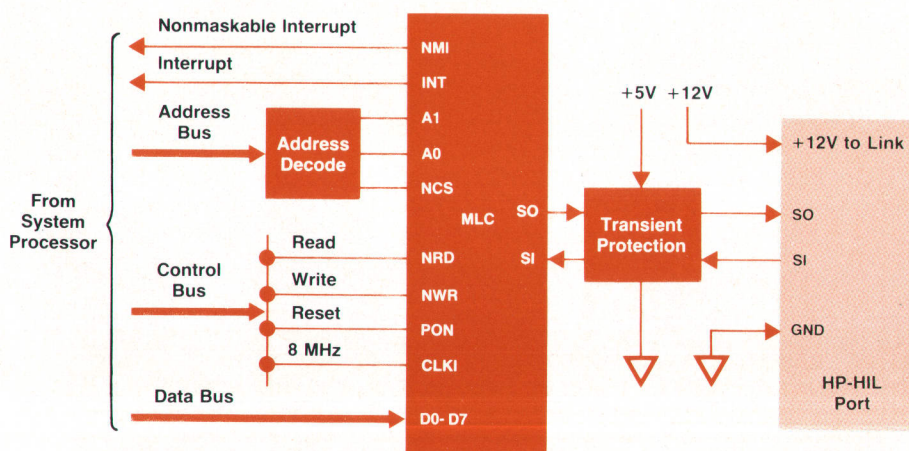 Nonmaskable Interrupt
Interrupt
Address
Bus
Address
Decode
From
System
Processor
Control
Bus
Read
Write
Reset
8 MHz
Data Bus
NMI
INT
A1
A0
NCS
MLC
SO
SI
NRD
NWR
PON
CLKI
D0- D7
+5V +12V
Transient
Protection
+12V to Link
SO
SI
GND
HP-HIL
Port